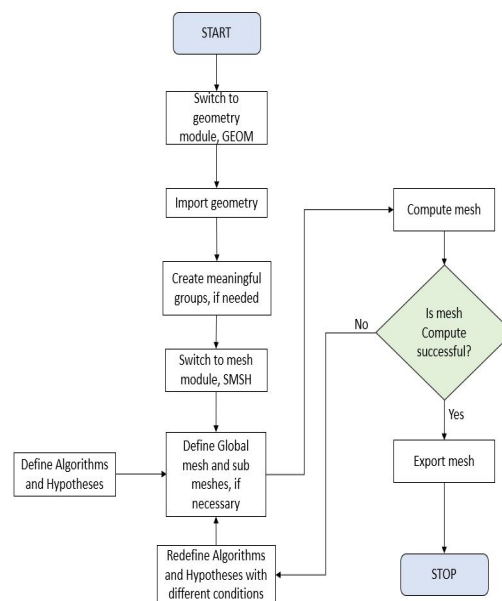 START
Switch to
geometry
module, GEOM
Import geometry
Create meaningful
groups, if needed
Switch to mesh
module, SMSH
Define Algorithms
and Hypotheses
Define Global
mesh and sub
meshes, if
necessary
Redefine Algorithms
and Hypotheses with
different conditions
Compute mesh
Is mesh
Compute
successful?
No
Yes
Export mesh
STOP